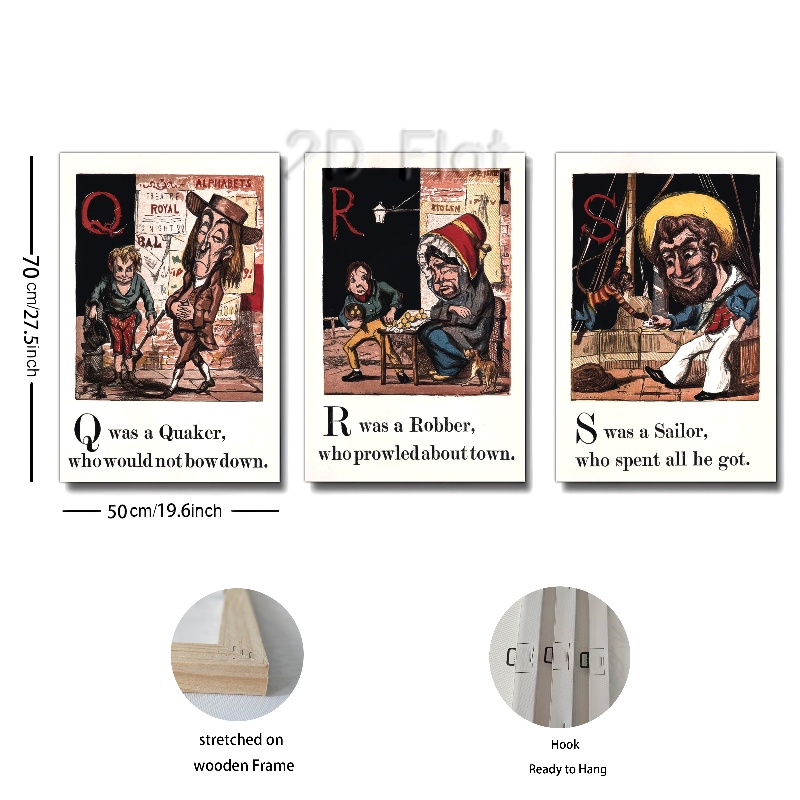 2D Flat
Q
ALPHABETS
THEATRE
ROYAL
BAL
R
STOLEN
S
70 cm/27.5inch
Q was a Quaker,
who would not bow down.
R was a Robber,
who prowled about town.
S was a Sailor,
who spent all he got.
50 cm/19.6inch
stretched on
wooden Frame
Hook
Ready to Hang